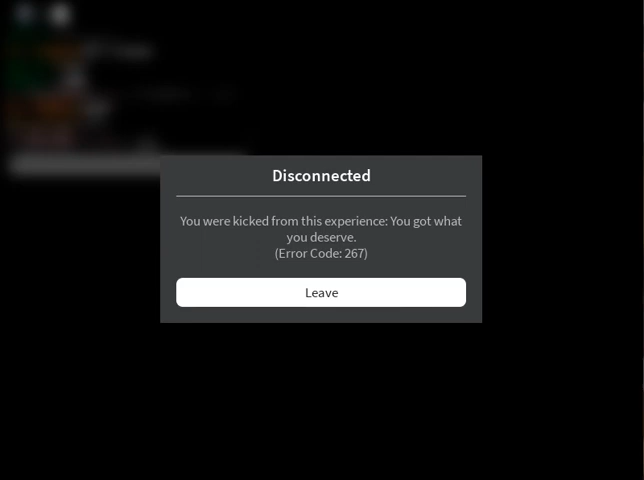 Disconnected
You were kicked from this experience: You got what
you deserve.
(Error Code: 267)
Leave